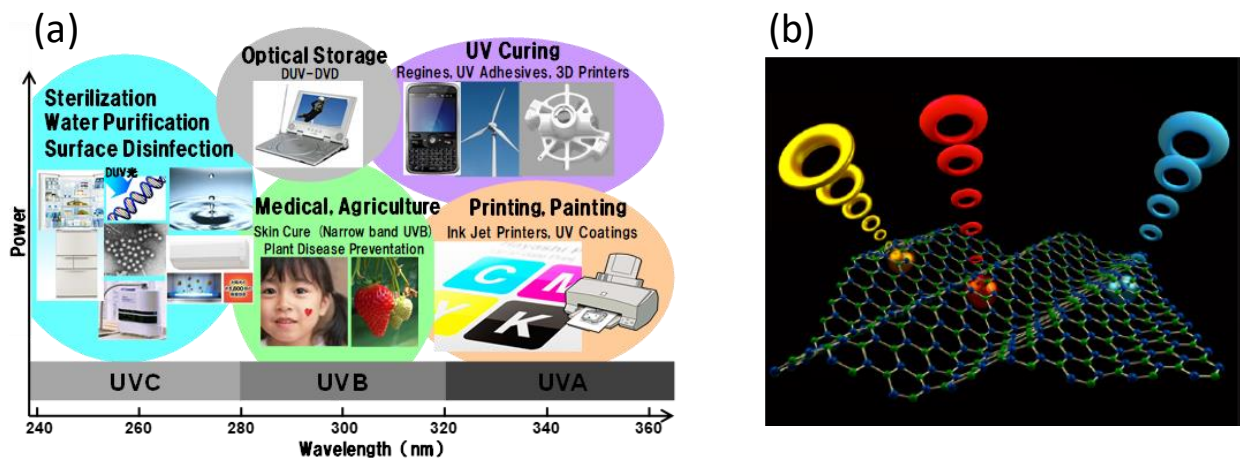 (a)
(b)
Optical Storage
DUV-DVD
UV Curing
Regines, UV Adhesives, 3D Printers
Sterilization
Water Purification
Surface Disinfection
DUV光
Medical, Agriculture
Skin Cure (Narrow band UVB)
Plant Disease Preventation
Printing, Painting
Ink Jet Printers, UV Coatings
C
M
Y
K
Power
UVC
UVB
UVA
240
260
280
300
320
340
360
Wavelength (nm)